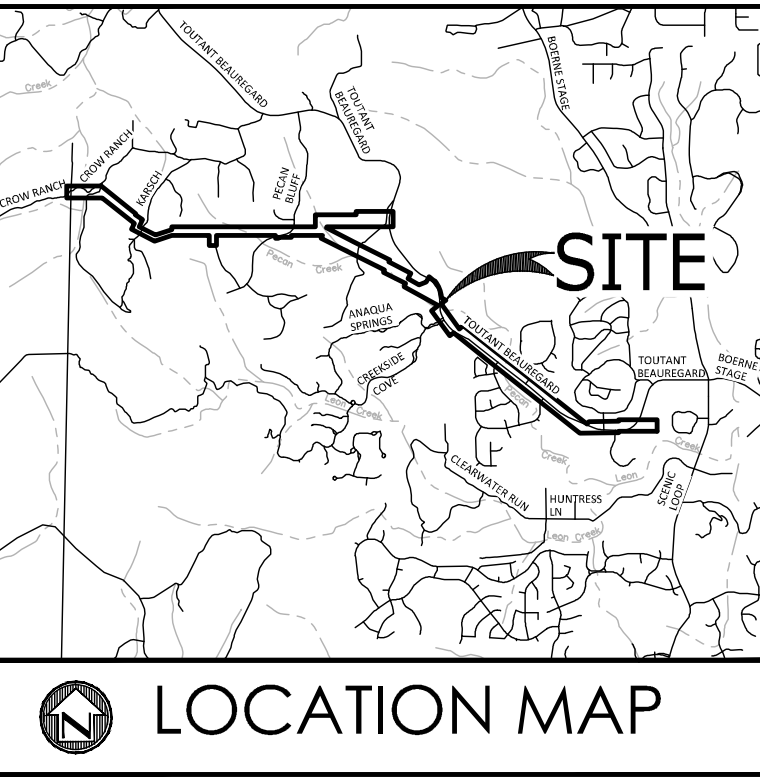 TOUTANT BEAUREGARD
BOERNE STAGE
Creek
TOUTANT
BEAUREGARD
CROW RANCH
CROW RANCH
KARSCH
PECAN
BLUFF
SITE
Pecan Creek
ANAQUA
SPRINGS
TOUTANT BEAUREGARD
CREEKSIDE
COVE
TOUTANT
BEAUREGARD
BOERNE
STAGE
Leon Creek
Pecan
Creek
Creek
Leon
CLEARWATER RUN
HUNTRESS
LN
SCENIC
LOOP
Leon Creek
N
LOCATION MAP